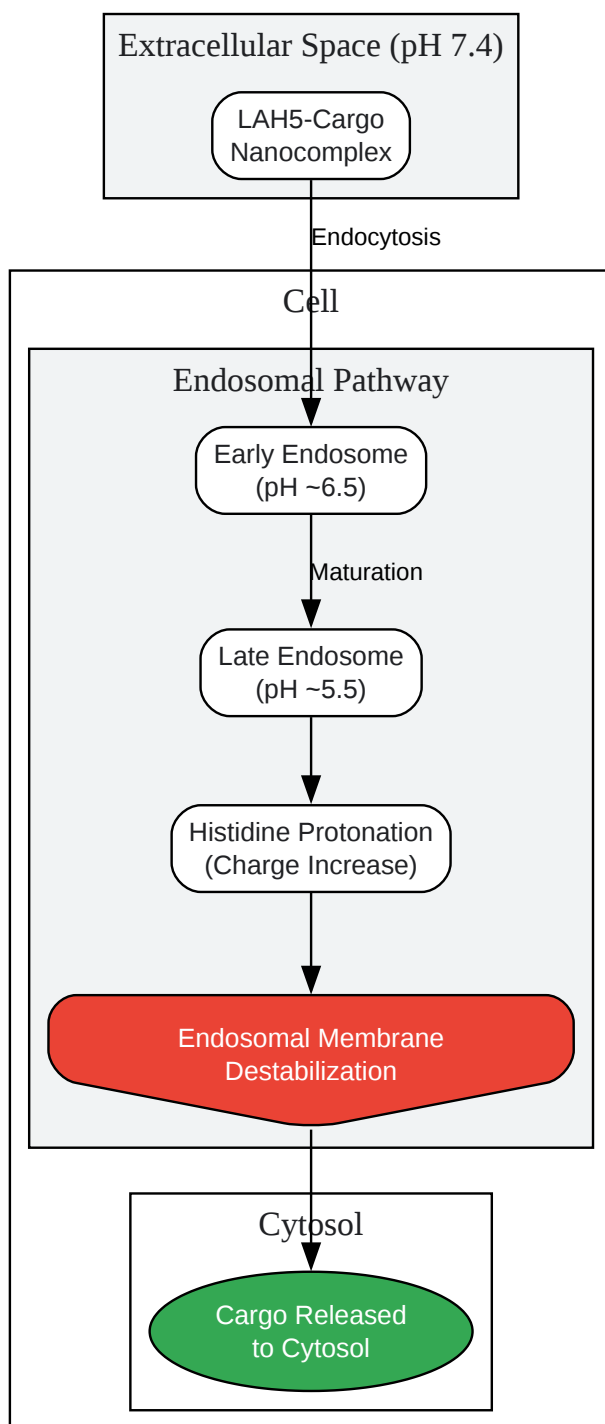 Extracellular Space (pH 7.4)
LAH5-Cargo
Nanocomplex
Endocytosis
Cell
Endosomal Pathway
Early Endosome
(pH ~6.5)
Maturation
Late Endosome
(pH ~5.5)
Histidine Protonation
(Charge Increase)
Endosomal Membrane
Destabilization
Cytosol
Cargo Released
to Cytosol